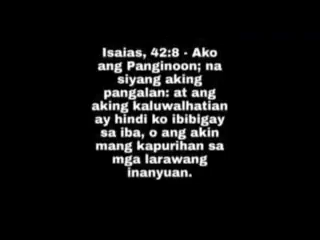 Isaias, 42:8 - Ako
ang Panginoon; na
siyang aking
pangalan: at ang
aking kaluwalhatian
ay hindi ko ibibigay
sa iba, o ang akin
mang kapurihan sa
mga larawang
inanyuan.